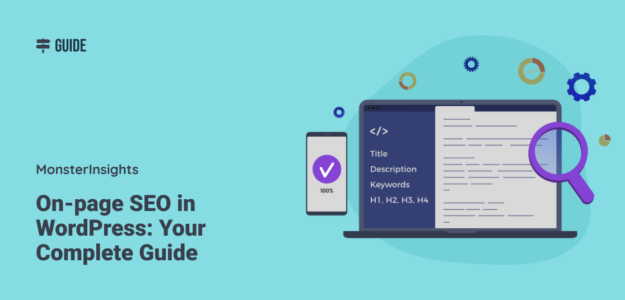 GUIDE
MonsterInsights
On-page SEO in
WordPress: Your
Complete Guide
100%
</>
Title
Description
Keywords
H1, H2, H3, H4